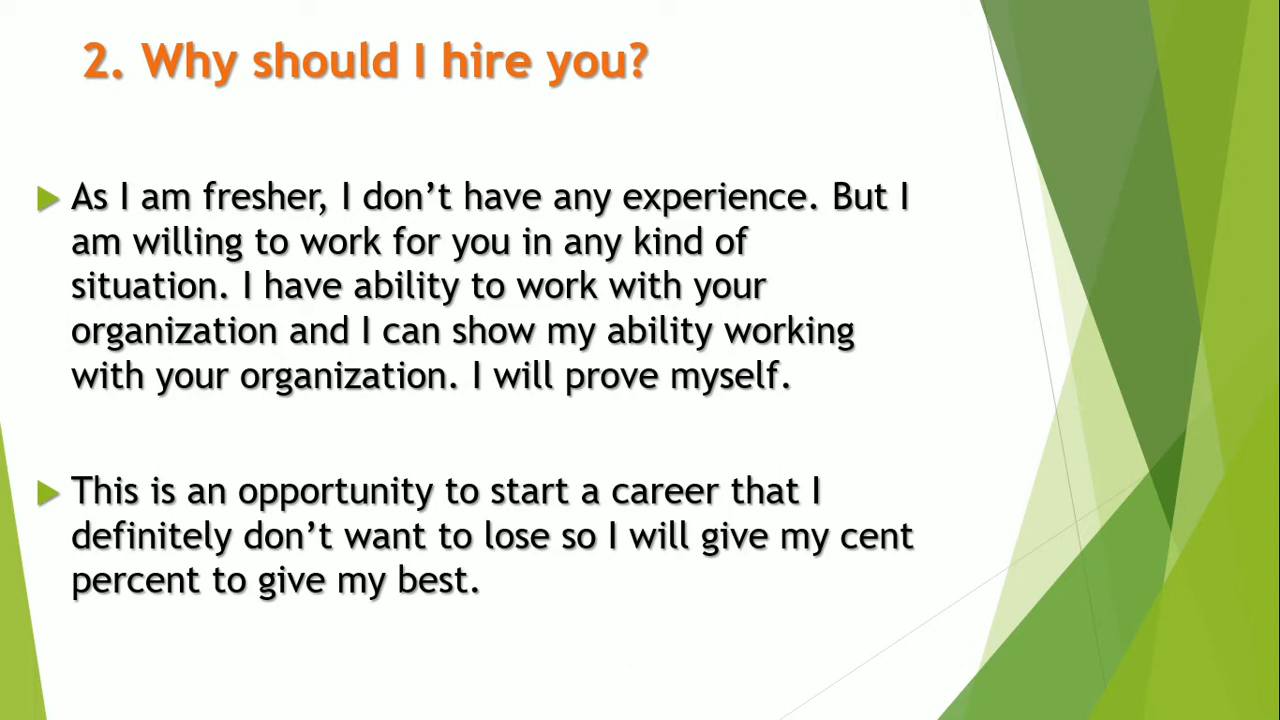 2. Why should I hire you?
As I am fresher, I don’t have any experience. But I
am willing to work for you in any kind of
situation. I have ability to work with your
organization and I can show my ability working
with your organization. I will prove myself.
This is an opportunity to start a career that I
definitely don’t want to lose so I will give my cent
percent to give my best.